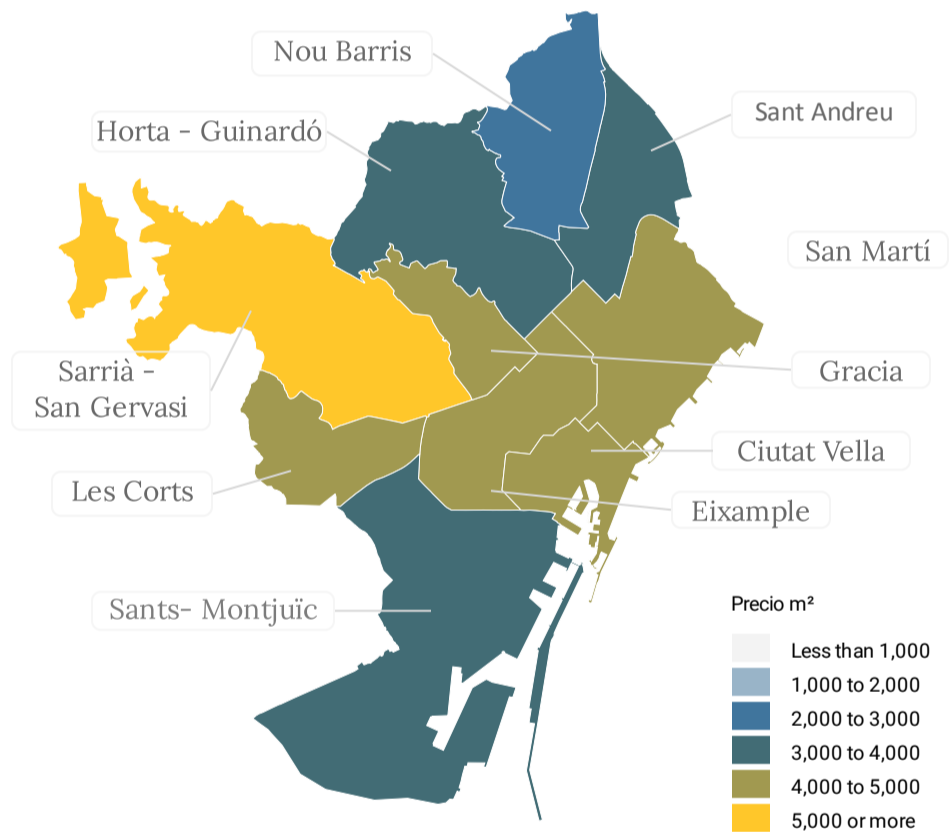 Nou Barris
Sant Andreu
Horta - Guinardó
San Martí
Sarrià -
San Gervasi
Gracia
Ciutat Vella
Les Corts
Eixample
Sants- Montjuïc
Precio m²
Less than 1,000
1,000 to 2,000
2,000 to 3,000
3,000 to 4,000
4,000 to 5,000
5,000 or more